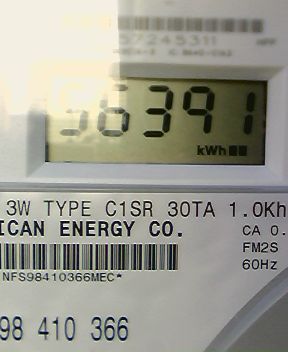 57245311
56391
kWh
3W TYPE C1SR 30TA 1.0Kh
ICAN ENERGY CO.
CA 0.
FM2S
NFS98410366MEC*
60Hz
98 410 366